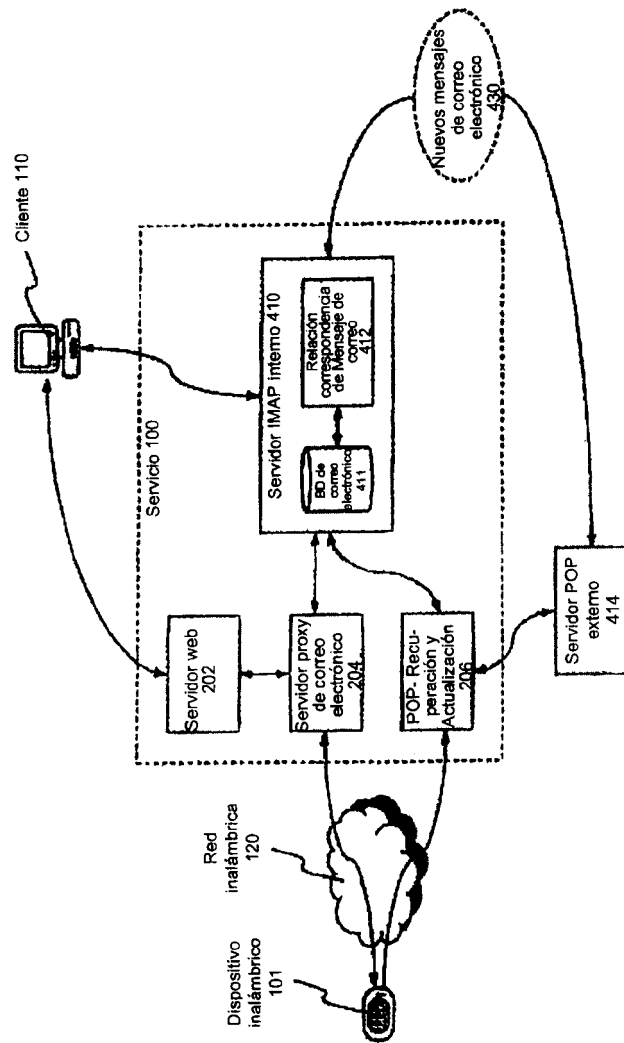 Cliente 110
Servicio 100
Servidor web
202
Servidor IMAP interno 410
BD de
correo
electrónico
411
Relación
correspondencia
de Mensaje de
correo
412
Servidor proxy
de correo
electrónico
204
POP- Recu-
peración y
Actualización
206
Red
inalámbrica
120
Dispositivo
inalámbrico
101
Nuevos mensajes
de correo
electrónico
430
Servidor POP
externo
414